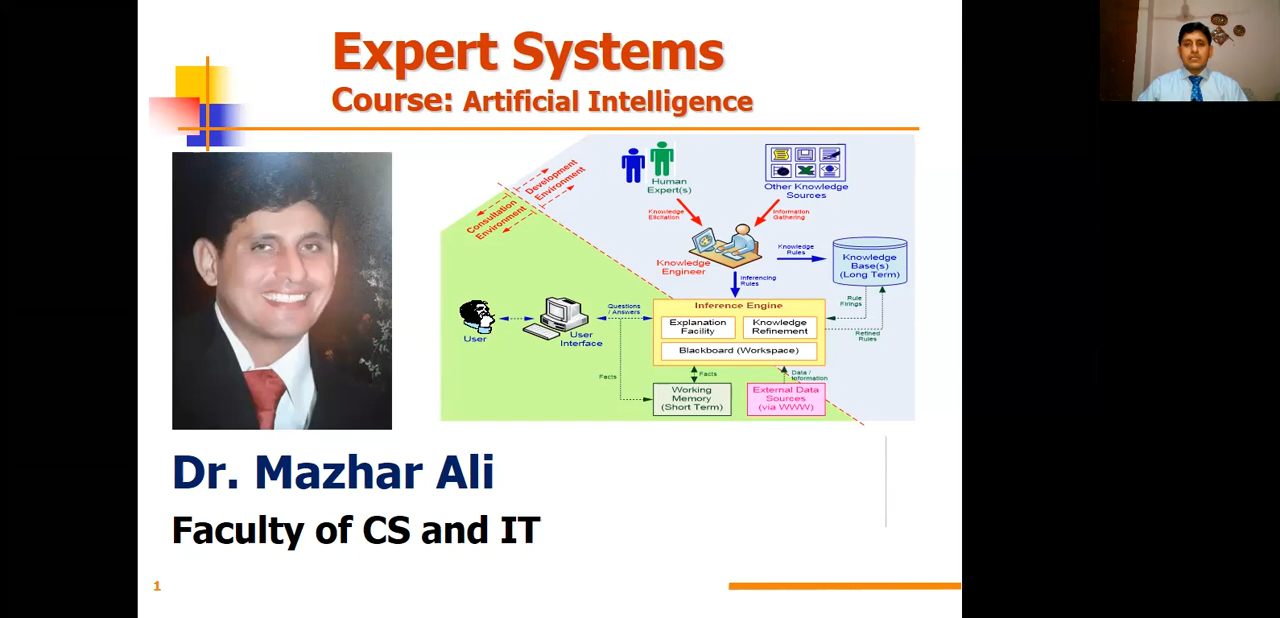 Expert Systems
Course: Artificial Intelligence
Development
Environment
Consultation
Environment
Human
Expert(s)
Other Knowledge
Sources
Knowledge
Elicitation
Information
Gathering
Knowledge
Engineer
Knowledge
Rules
Knowledge
Base(s)
(Long Term)
Inferencing
Rules
Rule
Firings
Refined
Rules
Inference Engine
Explanation
Facility
Knowledge
Refinement
Blackboard (Workspace)
Questions
/ Answers
User
User
Interface
Facts
Facts
Data /
Information
Working
Memory
(Short Term)
External Data
Sources
(via WWW)
Dr. Mazhar Ali
Faculty of CS and IT
1